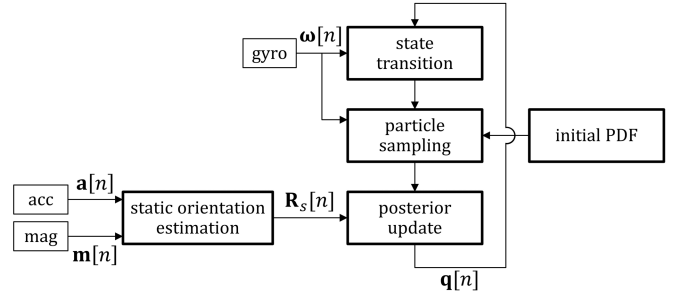 gyro
ω[n]
state
transition
particle
sampling
initial PDF
acc
a[n]
mag
m[n]
static orientation
estimation
Rₛ[n]
posterior
update
q[n]